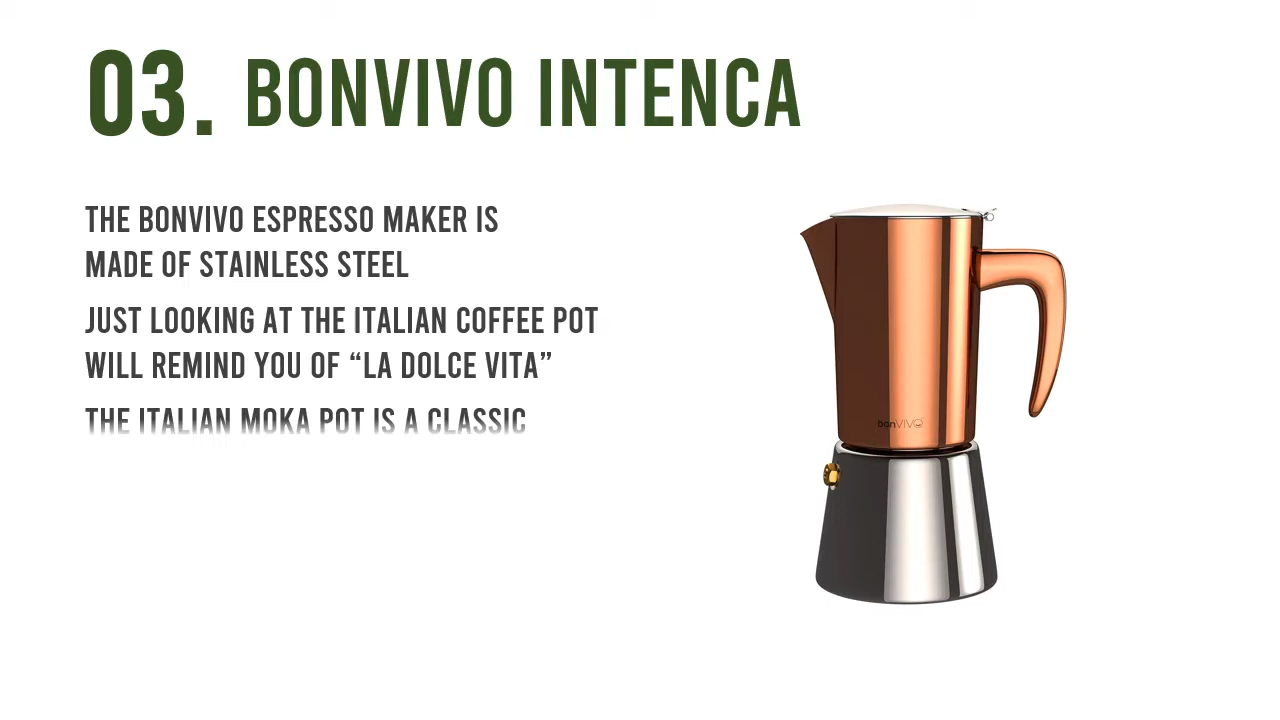 03. BONVIVO INTENCA
THE BONVIVO ESPRESSO MAKER IS
MADE OF STAINLESS STEEL
JUST LOOKING AT THE ITALIAN COFFEE POT
WILL REMIND YOU OF “LA DOLCE VITA”
THE ITALIAN MOKA POT IS A CLASSIC
bonVIVO